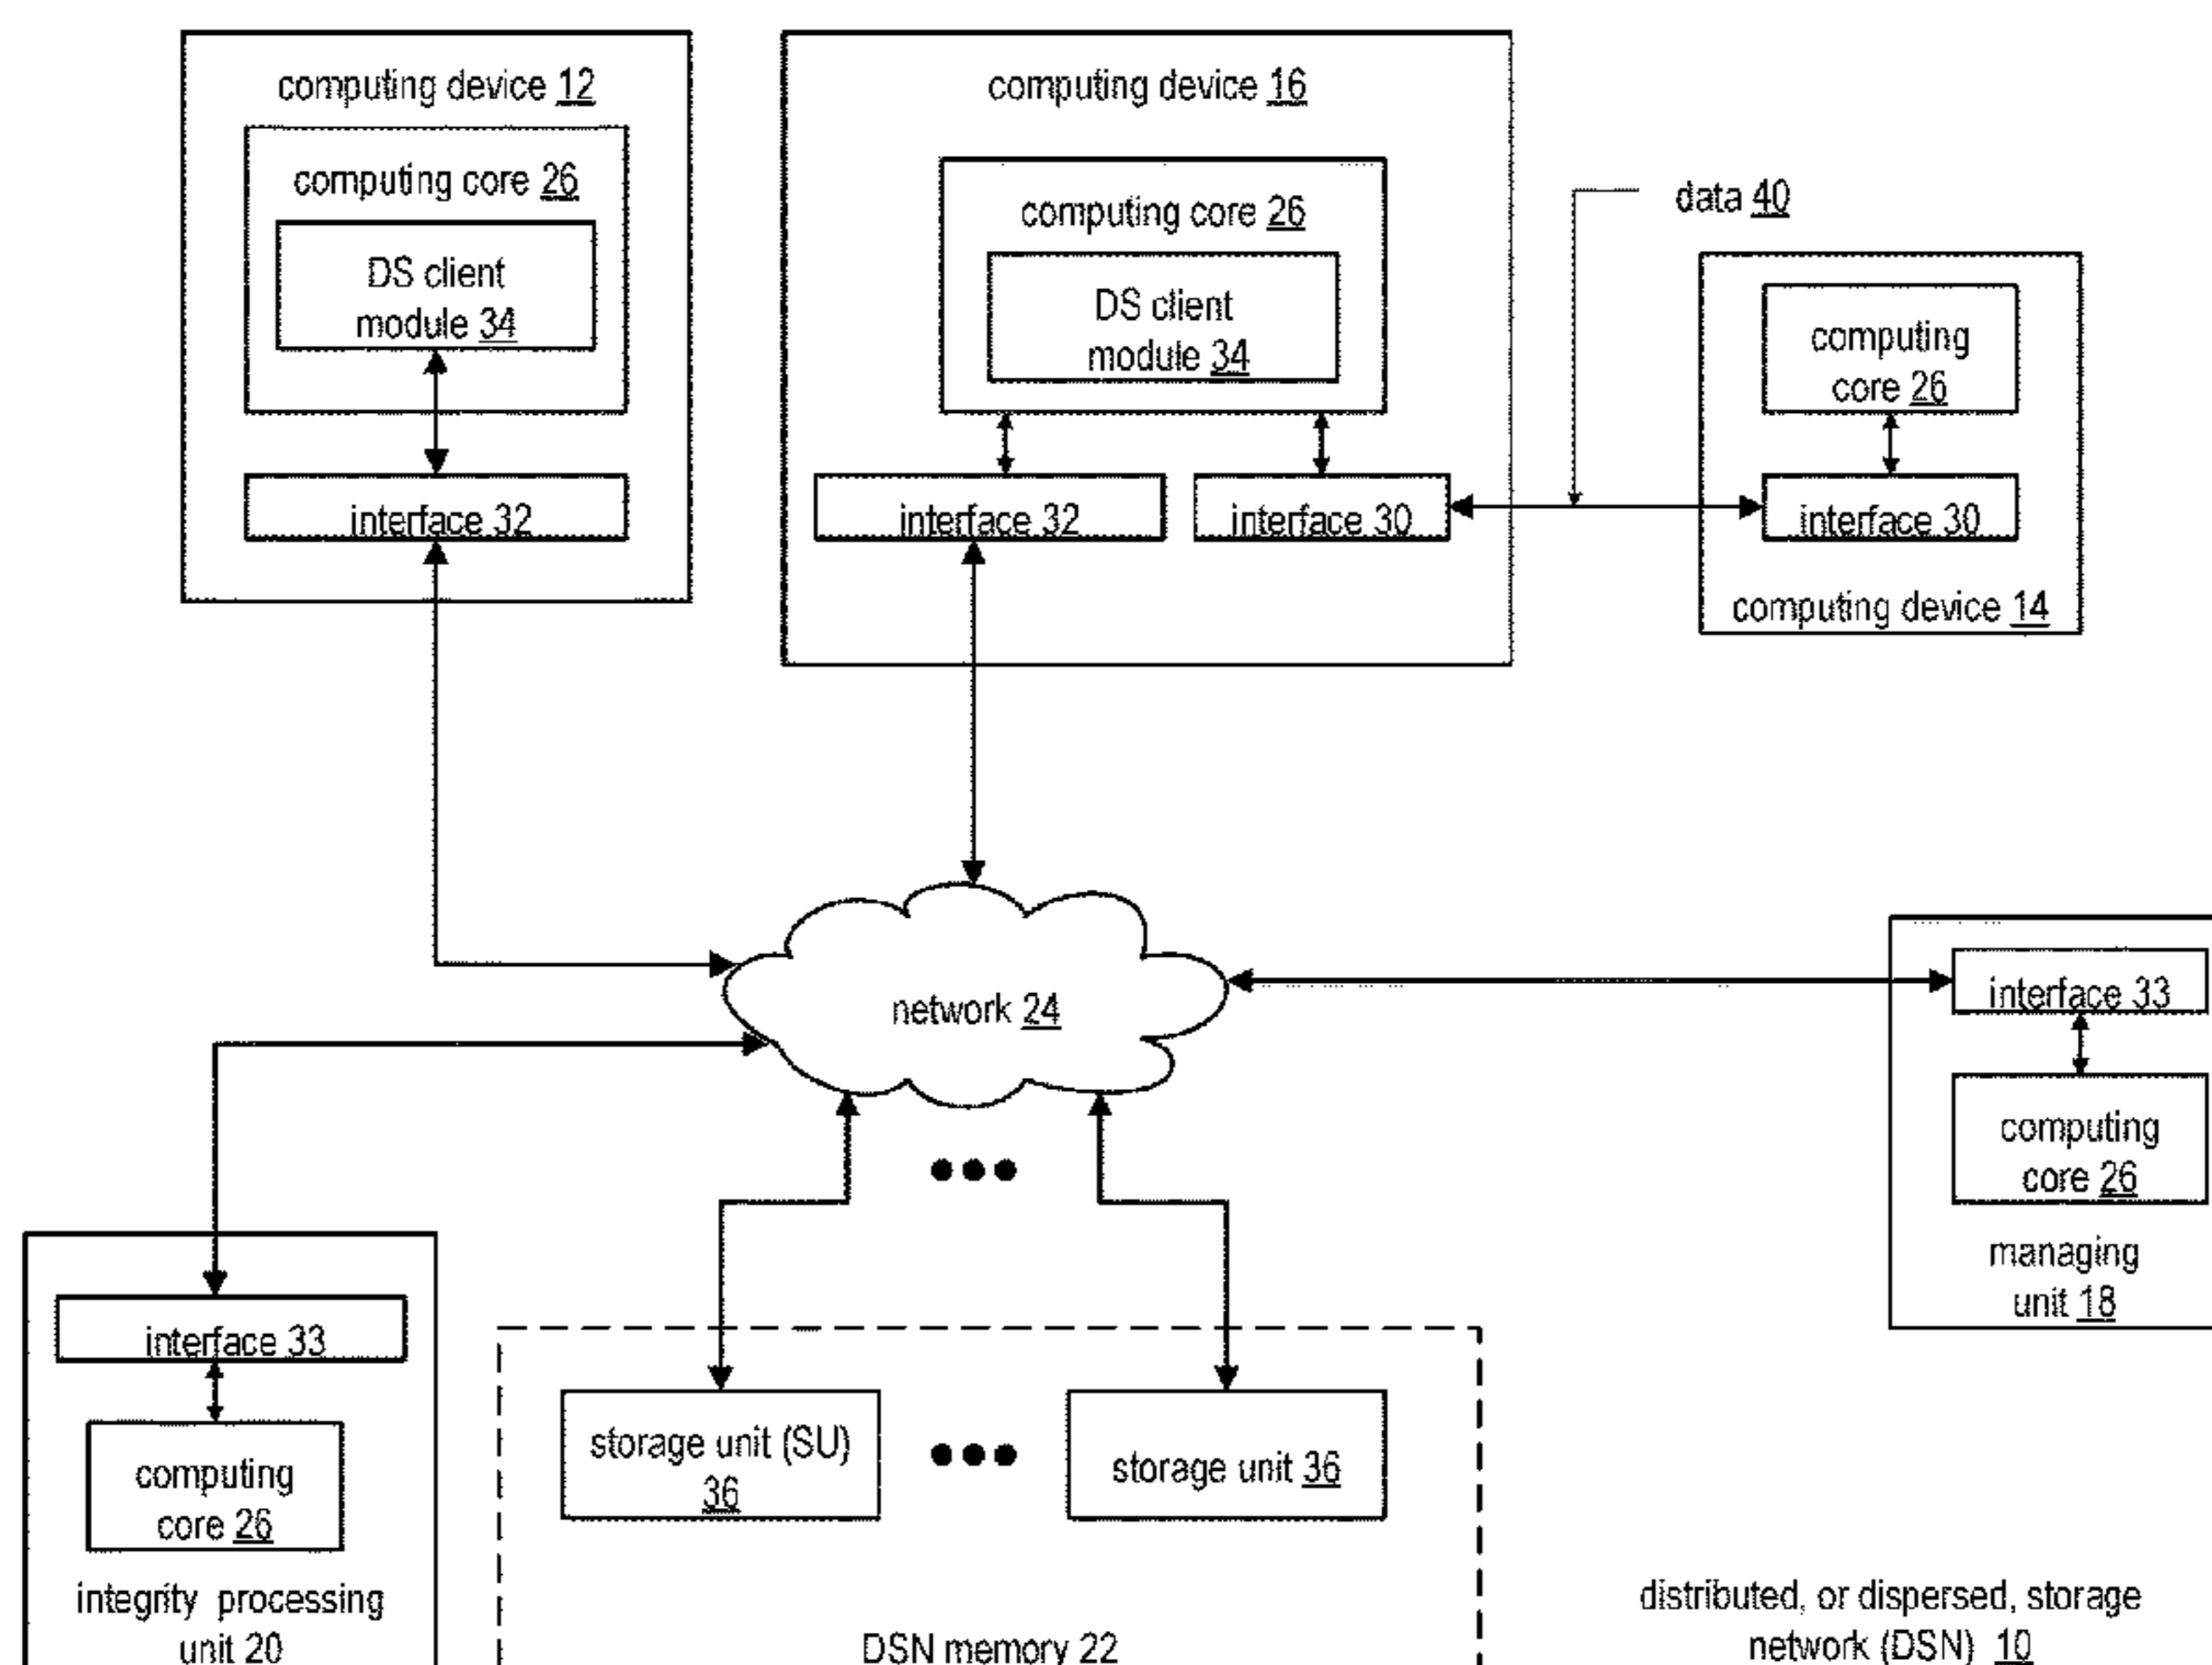 computing device 12
computing core 26
DS client
module 34
interface 32
computing device 16
computing core 26
DS client
module 34
interface 32
interface 30
data 40
computing
core 26
interface 30
computing device 14
network 24
interface 33
computing
core 26
managing
unit 18
interface 33
computing
core 26
integrity processing
unit 20
storage unit (SU)
36
storage unit 36
DSN memory 22
distributed, or dispersed, storage
network (DSN) 10